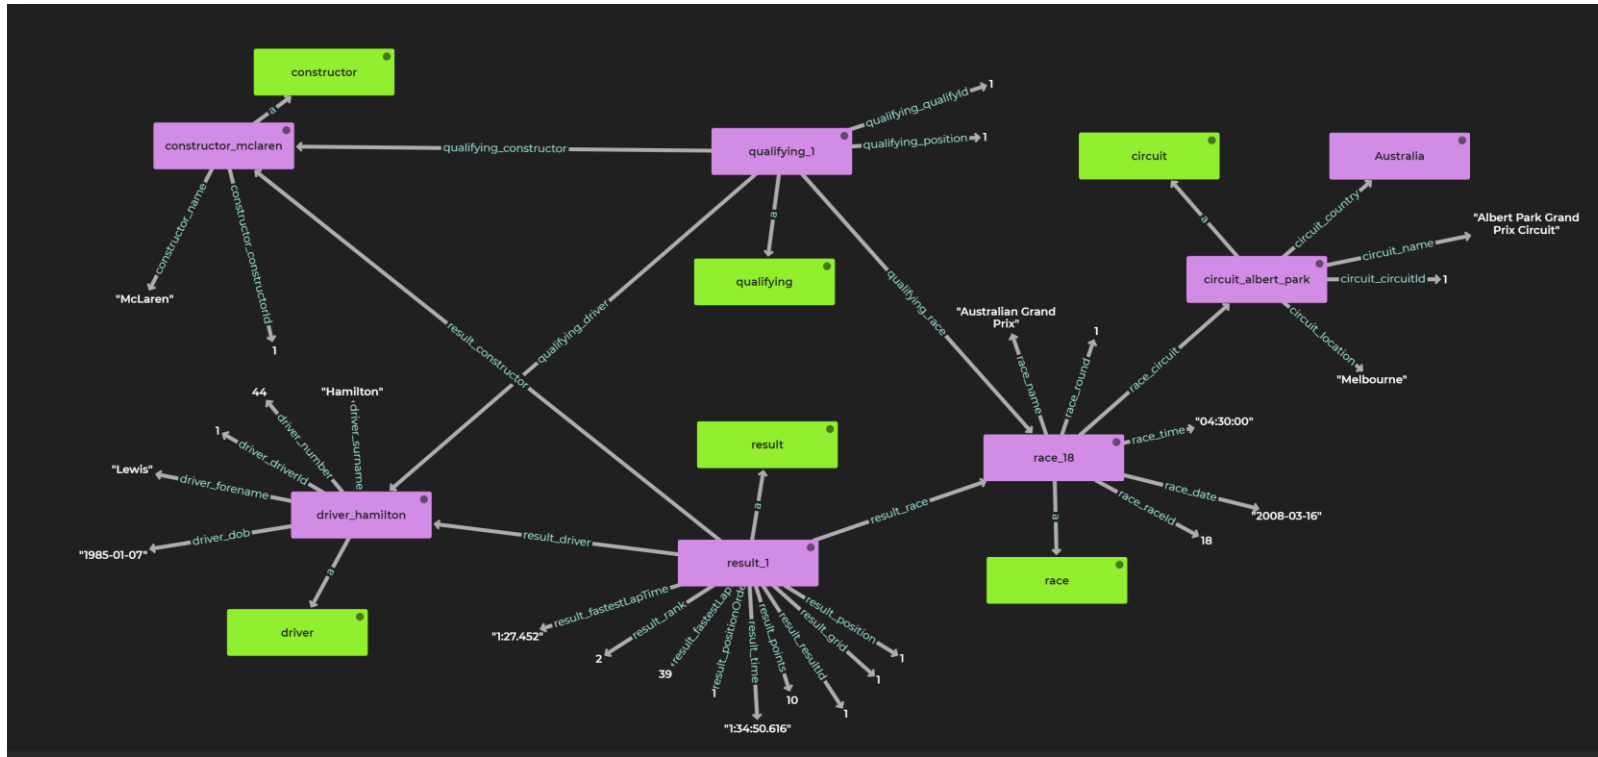 constructor
a
constructor_mclaren
qualifying_constructor
qualifying_1
qualifying_qualifyId
1
qualifying_position
1
circuit
Australia
constructor_name
constructor_constructorId
a
a
circuit_country
"Albert Park Grand
Prix Circuit"
circuit_name
circuit_albert_park
circuit_circuitId
1
qualifying
"McLaren"
1
qualifying_driver
qualifying_race
result_constructor
"Australian Grand
Prix"
1
race_name
race_round
race_circuit
circuit_location
"Melbourne"
44
"Hamilton"
driver_number
driver_surname
1
driver_driverId
"Lewis"
driver_forename
driver_hamilton
driver_dob
"1985-01-07"
a
driver
result
a
result_driver
result_race
result_1
race_18
race_time
"04:30:00"
race_date
"2008-03-16"
race_raceId
18
a
race
result_fastestLapTime
"1:27.452"
result_rank
2
result_fastestLap
39
result_positionOrde
1
result_time
"1:34:50.616"
result_points
10
result_resultId
1
result_grid
1
result_position
1